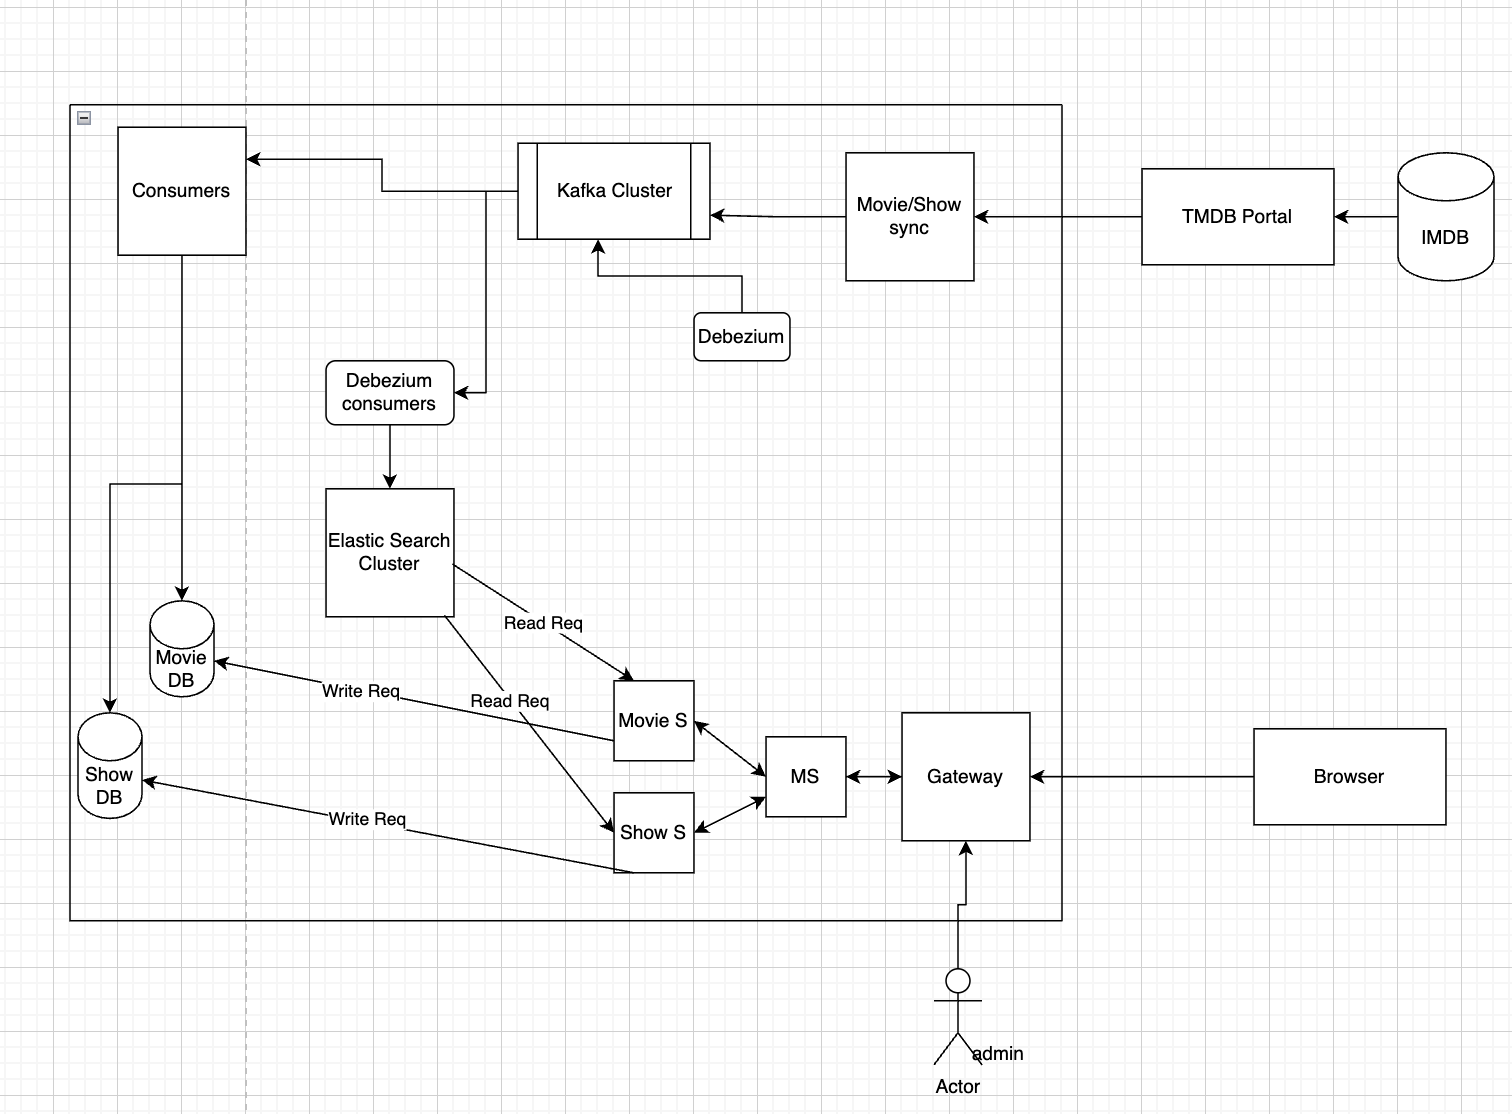 Consumers
Kafka Cluster
Movie/Show
sync
TMDB Portal
IMDB
Debezium
Debezium
consumers
Elastic Search
Cluster
Read Req
Movie
DB
Write Req
Read Req
Movie S
Show
DB
MS
Gateway
Browser
Write Req
Show S
admin
Actor